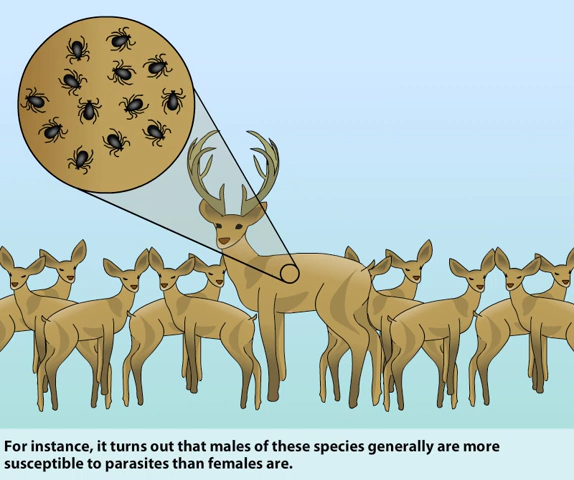 For instance, it turns out that males of these species generally are more
susceptible to parasites than females are.